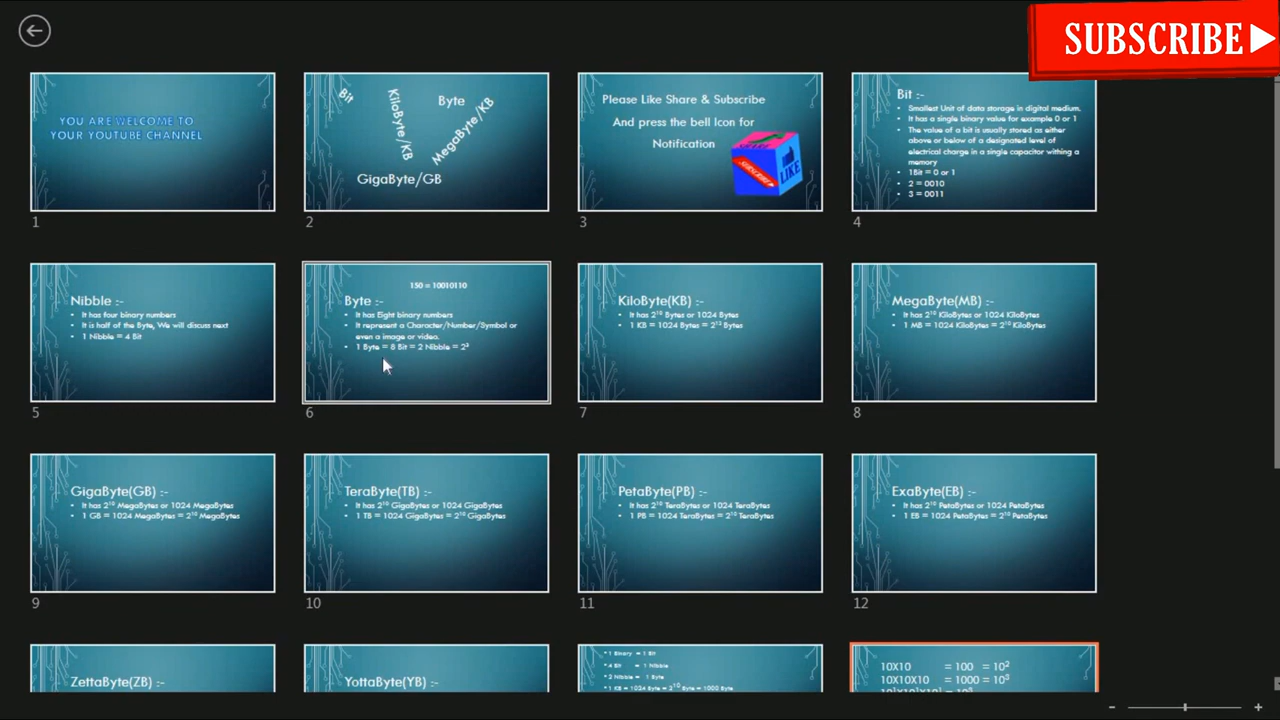 SUBSCRIBE
YOU ARE WELCOME TO
YOUR YOUTUBE CHANNEL
1
Bit
KiloByte/KB
Byte
MegaByte/KB
GigaByte/GB
2
Please Like Share & Subscribe
And press the bell Icon for
Notification
SUBSCRIBE
LIKE
3
Bit :-
• Smallest Unit of data storage in digital medium.
• It has a single binary value for example 0 or 1
• The value of a bit is usually stored as either
above or below of a designated level of
electrical charge in a single capacitor withing a
memory
• 1Bit = 0 or 1
• 2 = 0010
• 3 = 0011
4
Nibble :-
• It has four binary numbers
• It is half of the Byte, We will discuss next
• 1 Nibble = 4 Bit
5
150 = 10010110
Byte :-
• It has Eight binary numbers
• It represent a Character/Number/Symbol or
even a image or video.
• 1 Byte = 8 Bit = 2 Nibble = 2³
6
KiloByte(KB) :-
• It has 2¹⁰ Bytes or 1024 Bytes
• 1 KB = 1024 Bytes = 2¹⁰ Bytes
7
MegaByte(MB) :-
• It has 2¹⁰ KiloBytes or 1024 KiloBytes
• 1 MB = 1024 KiloBytes = 2¹⁰ KiloBytes
8
GigaByte(GB) :-
• It has 2¹⁰ MegaBytes or 1024 MegaBytes
• 1 GB = 1024 MegaBytes = 2¹⁰ MegaBytes
9
TeraByte(TB) :-
• It has 2¹⁰ GigaBytes or 1024 GigaBytes
• 1 TB = 1024 GigaBytes = 2¹⁰ GigaBytes
10
PetaByte(PB) :-
• It has 2¹⁰ TeraBytes or 1024 TeraBytes
• 1 PB = 1024 TeraBytes = 2¹⁰ TeraBytes
11
ExaByte(EB) :-
• It has 2¹⁰ PetaBytes or 1024 PetaBytes
• 1 EB = 1024 PetaBytes = 2¹⁰ PetaBytes
12
ZettaByte(ZB) :-
YottaByte(YB) :-
• 1 Binary = 1 Bit
• 4 Bit = 1 Nibble
• 2 Nibble = 1 Byte
• 1 KB = 1024 Byte = 2¹⁰ Byte = 1000 Byte
10X10 = 100 = 10²
10X10X10 = 1000 = 10³